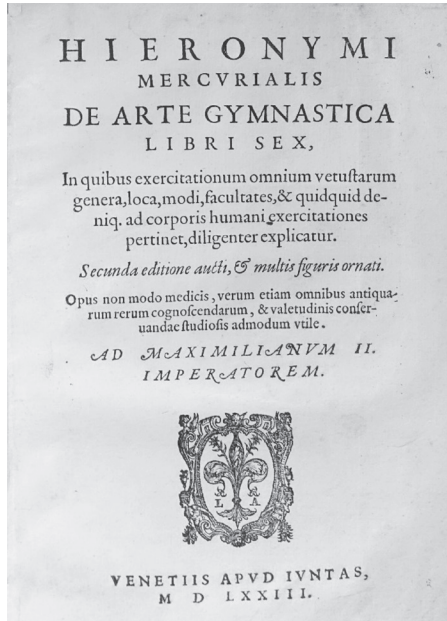 HIERONYMI
MERCVRIALIS
DE ARTE GYMNASTICA
LIBRI SEX,
In quibus exercitationum omnium vetustarum
genera, loca, modi, facultates, & quidquid de-
niq. ad corporis humani exercitationes
pertinet, diligenter explicatur.
Secunda editione aucti, & multis figuris ornati.
Opus non modo medicis, verum etiam omnibus antiqua-
rum rerum cognoscendarum, & valetudinis conser-
uandae studiosis admodum vtile.
AD MAXIMILIANVM II.
IMPERATOREM.
L A
VENETIIS APVD IVNTAS,
M D LXXIII.